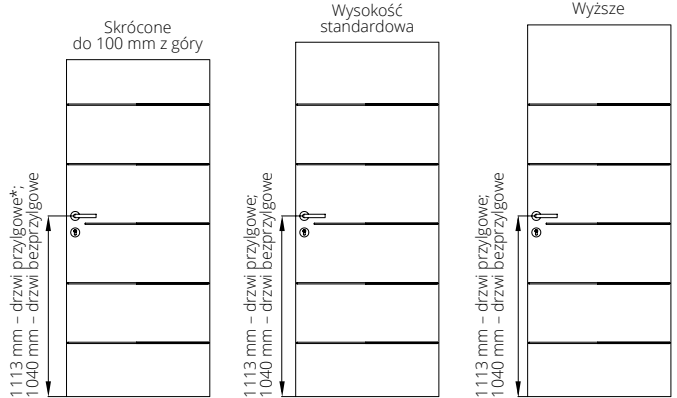 Skrócone
do 100 mm z góry
1113 mm – drzwi przylgowe*;
1040 mm – drzwi bezprzylgowe
Wysokość
standardowa
1113 mm – drzwi przylgowe;
1040 mm – drzwi bezprzylgowe
Wyższe
1113 mm – drzwi przylgowe;
1040 mm – drzwi bezprzylgowe